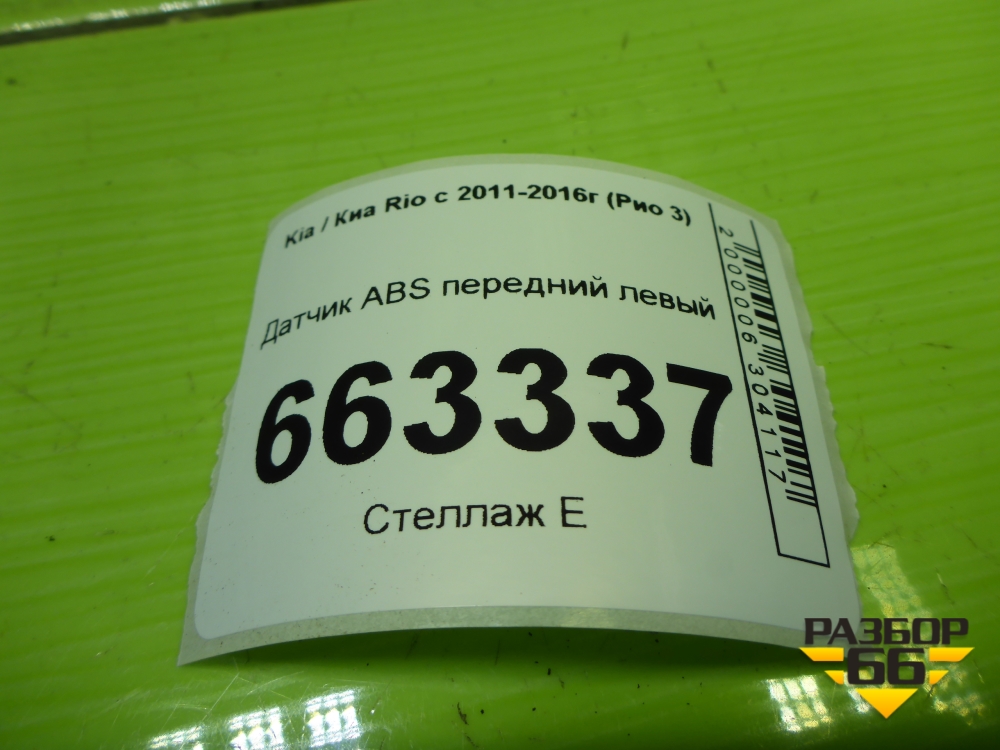 Kia / Киа Rio с 2011-2016г (Рио 3)
Датчик ABS передний левый
663337
Стеллаж Е
2000006304117
РАЗБОР
66